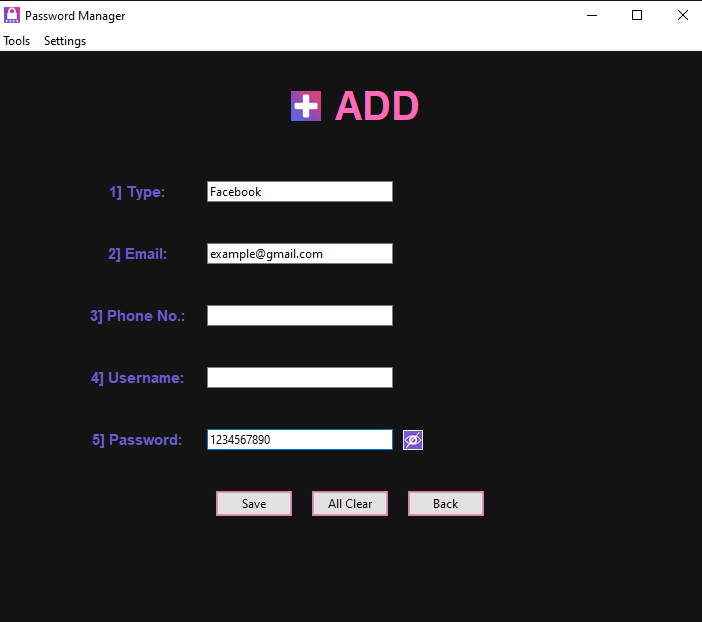 Password Manager
Tools Settings
ADD
1] Type: Facebook
2] Email: example@gmail.com
3] Phone No.:
4] Username:
5] Password: 1234567890
Save All Clear Back